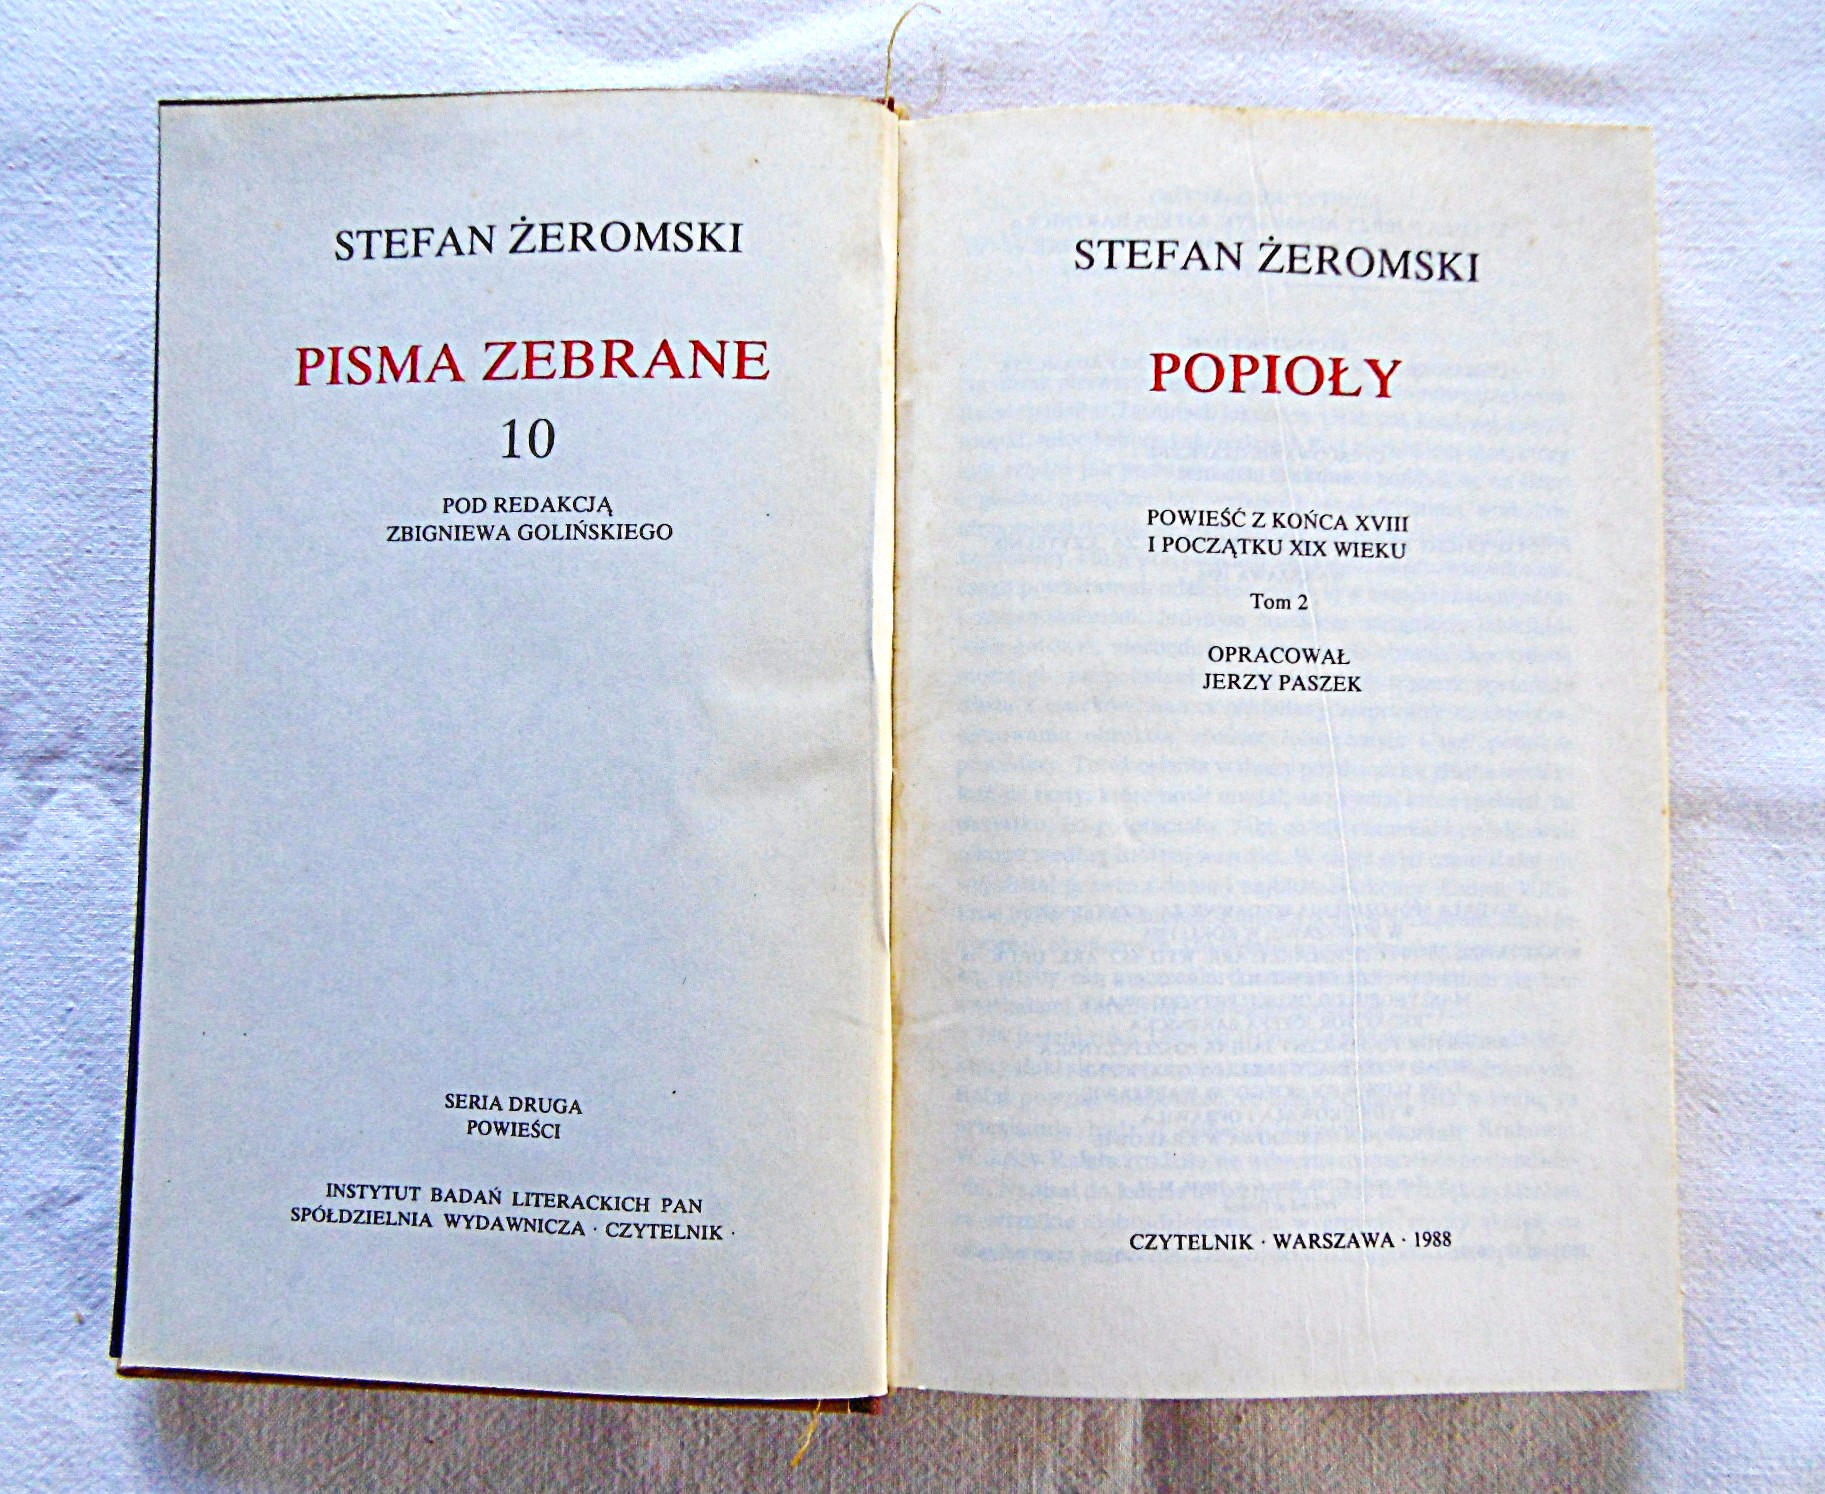 STEFAN ŻEROMSKI
PISMA ZEBRANE
10
POD REDAKCJĄ
ZBIGNIEWA GOLIŃSKIEGO
SERIA DRUGA
POWIEŚCI
INSTYTUT BADAŃ LITERACKICH PAN
SPÓŁDZIELNIA WYDAWNICZA · CZYTELNIK ·
STEFAN ŻEROMSKI
POPIOŁY
POWIEŚĆ Z KOŃCA XVIII
I POCZĄTKU XIX WIEKU
Tom 2
OPRACOWAŁ
JERZY PASZEK
CZYTELNIK · WARSZAWA · 1988